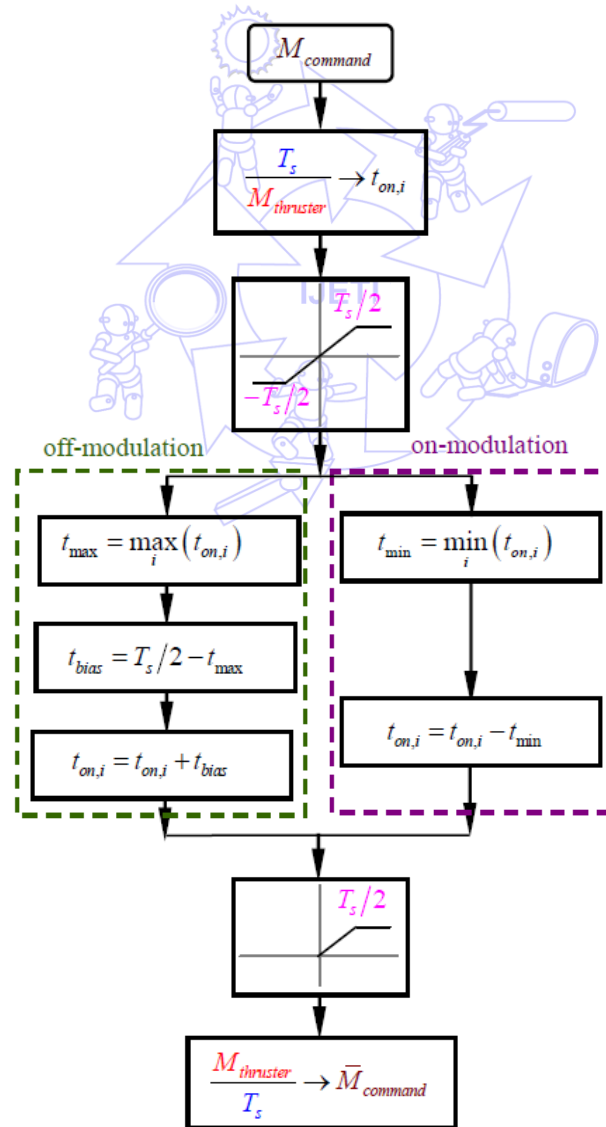 M_command
T_s / M_thruster → t_on,i
IJETI
T_s/2
−T_s/2
off-modulation
on-modulation
t_max = max_i (t_on,i)
t_min = min_i (t_on,i)
t_bias = T_s/2 − t_max
t_on,i = t_on,i − t_min
t_on,i = t_on,i + t_bias
T_s/2
M_thruster / T_s → M̄_command